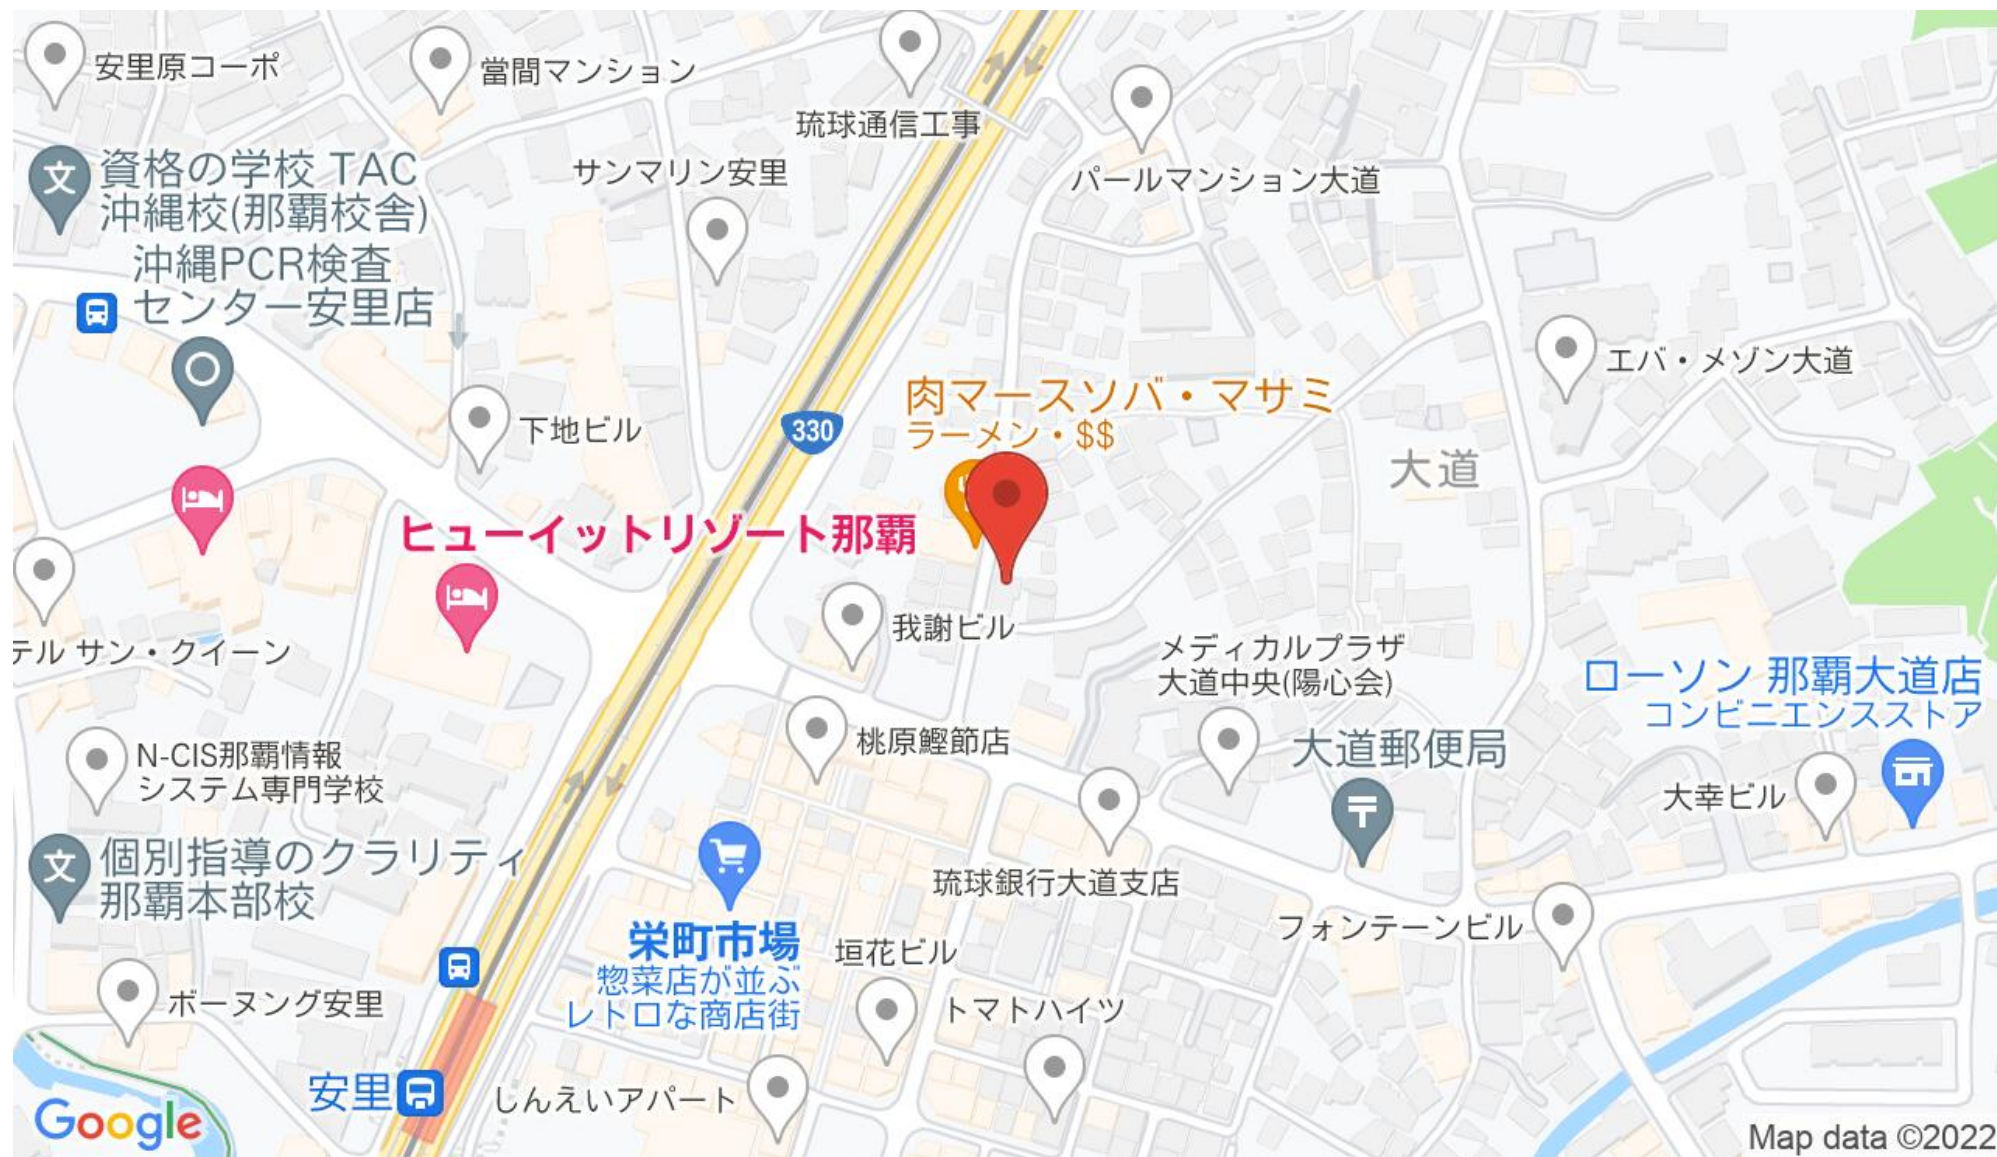 安里原コーポ
當間マンション
琉球通信工事
パールマンション大道
資格の学校 TAC
沖縄校(那覇校舎)
サンマリン安里
沖縄PCR検査
センター安里店
下地ビル
330
肉マースソバ・マサミ
ラーメン・$$
エバ・メゾン大道
大道
ヒューイットリゾート那覇
テル サン・クイーン
我謝ビル
メディカルプラザ
大道中央(陽心会)
ローソン 那覇大道店
コンビニエンスストア
N-CIS那覇情報
システム専門学校
桃原鰹節店
大道郵便局
大幸ビル
個別指導のクラリティ
那覇本部校
琉球銀行大道支店
フォンテーンビル
栄町市場
惣菜店が並ぶ
レトロな商店街
垣花ビル
ボーヌング安里
トマトハイツ
安里
しんえいアパート
Google
Map data ©2022